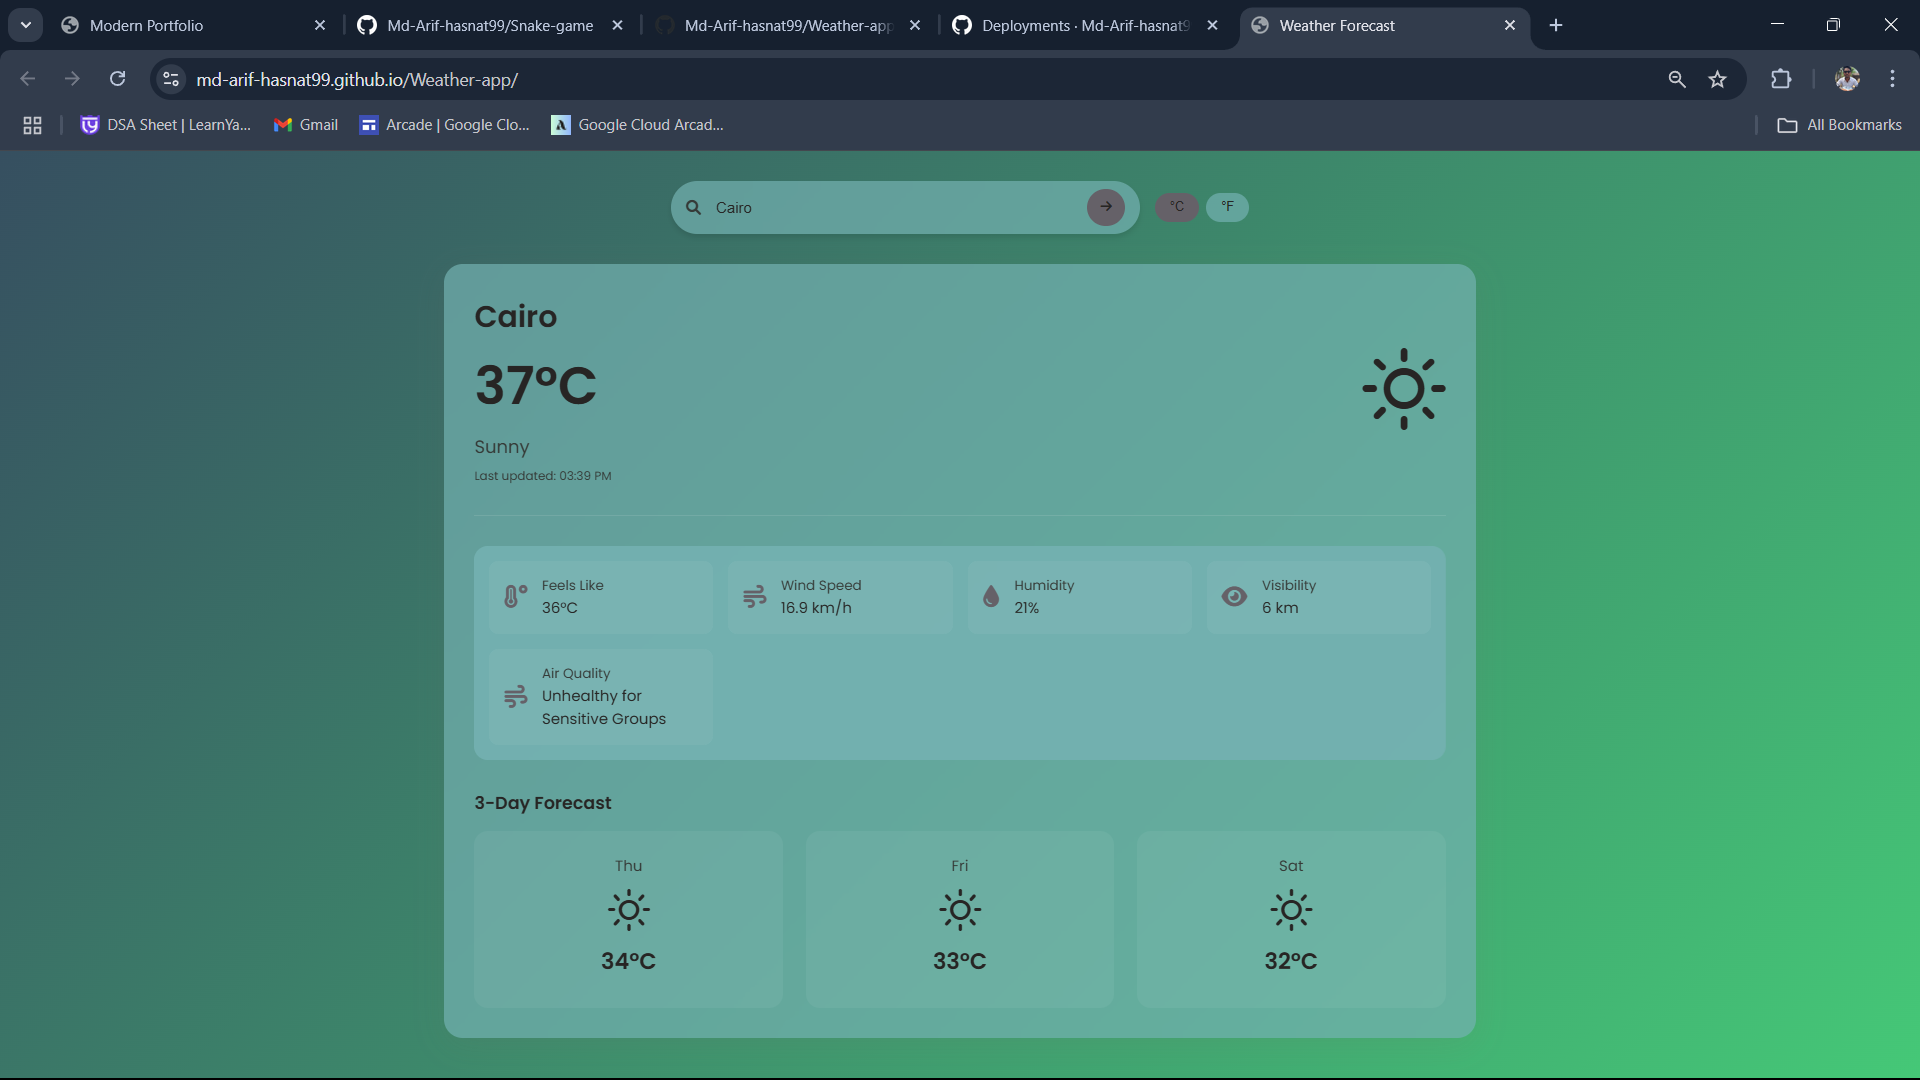 Modern Portfolio
Md-Arif-hasnat99/Snake-game
Md-Arif-hasnat99/Weather-app
Deployments · Md-Arif-hasnat9
Weather Forecast
md-arif-hasnat99.github.io/Weather-app/
DSA Sheet | LearnYa...
Gmail
Arcade | Google Clo...
Google Cloud Arcad...
All Bookmarks
Cairo
°C
°F
Cairo
37°C
Sunny
Last updated: 03:39 PM
Feels Like
36°C
Wind Speed
16.9 km/h
Humidity
21%
Visibility
6 km
Air Quality
Unhealthy for
Sensitive Groups
3-Day Forecast
Thu
34°C
Fri
33°C
Sat
32°C